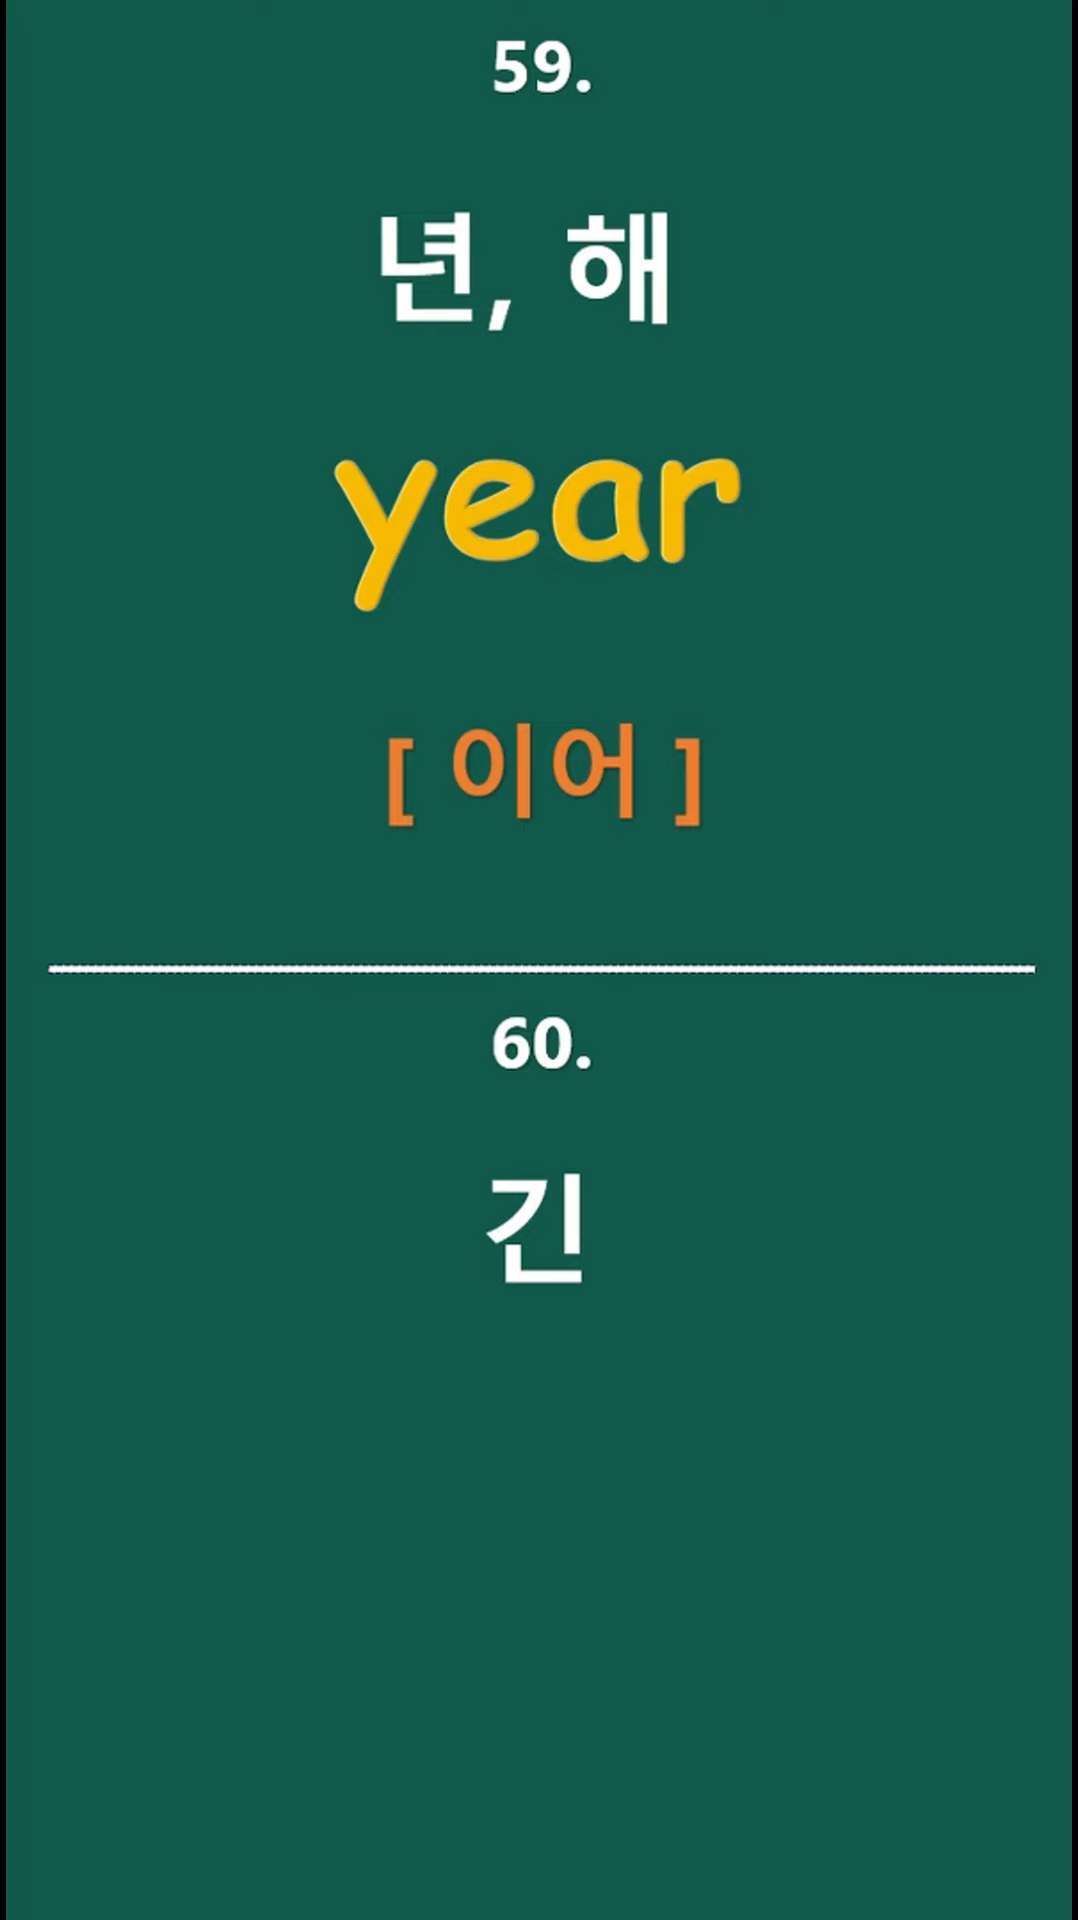 59.
년, 해
year
[ 이어 ]
60.
긴